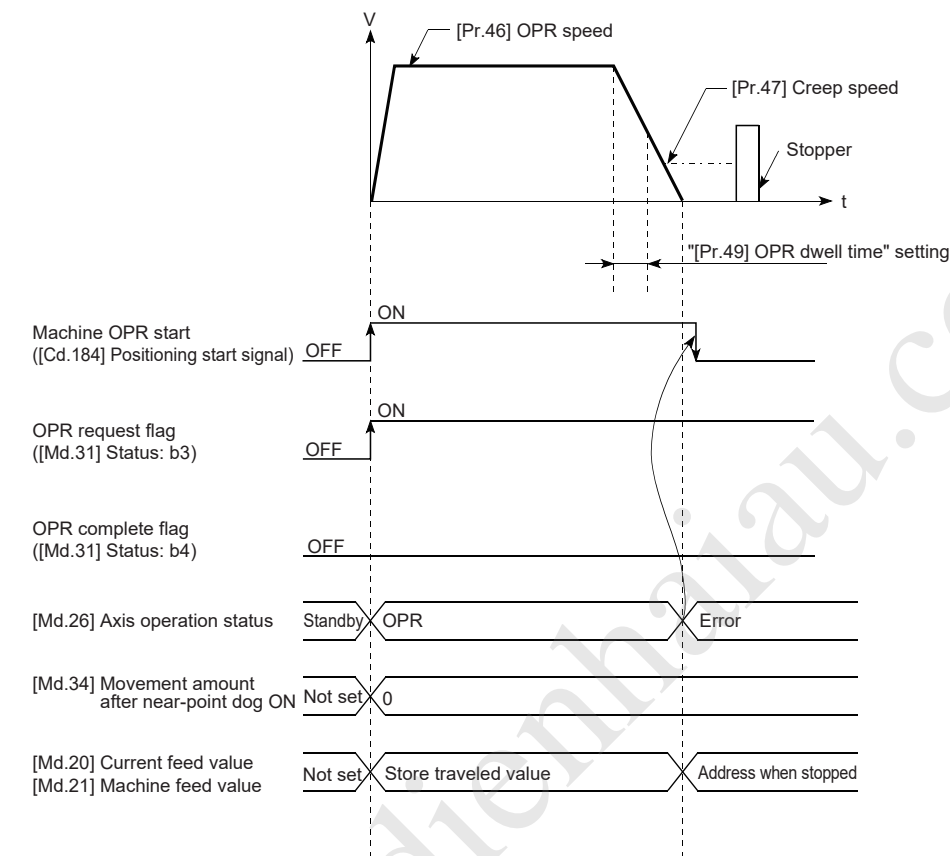 V
[Pr.46] OPR speed
[Pr.47] Creep speed
Stopper
t
"[Pr.49] OPR dwell time" setting
ON
Machine OPR start
([Cd.184] Positioning start signal) OFF
ON
OPR request flag
([Md.31] Status: b3)
OFF
OPR complete flag
([Md.31] Status: b4)
OFF
[Md.26] Axis operation status Standby OPR Error
[Md.34] Movement amount
after near-point dog ON Not set 0
[Md.20] Current feed value
[Md.21] Machine feed value
Not set Store traveled value Address when stopped
dienhaiau.c